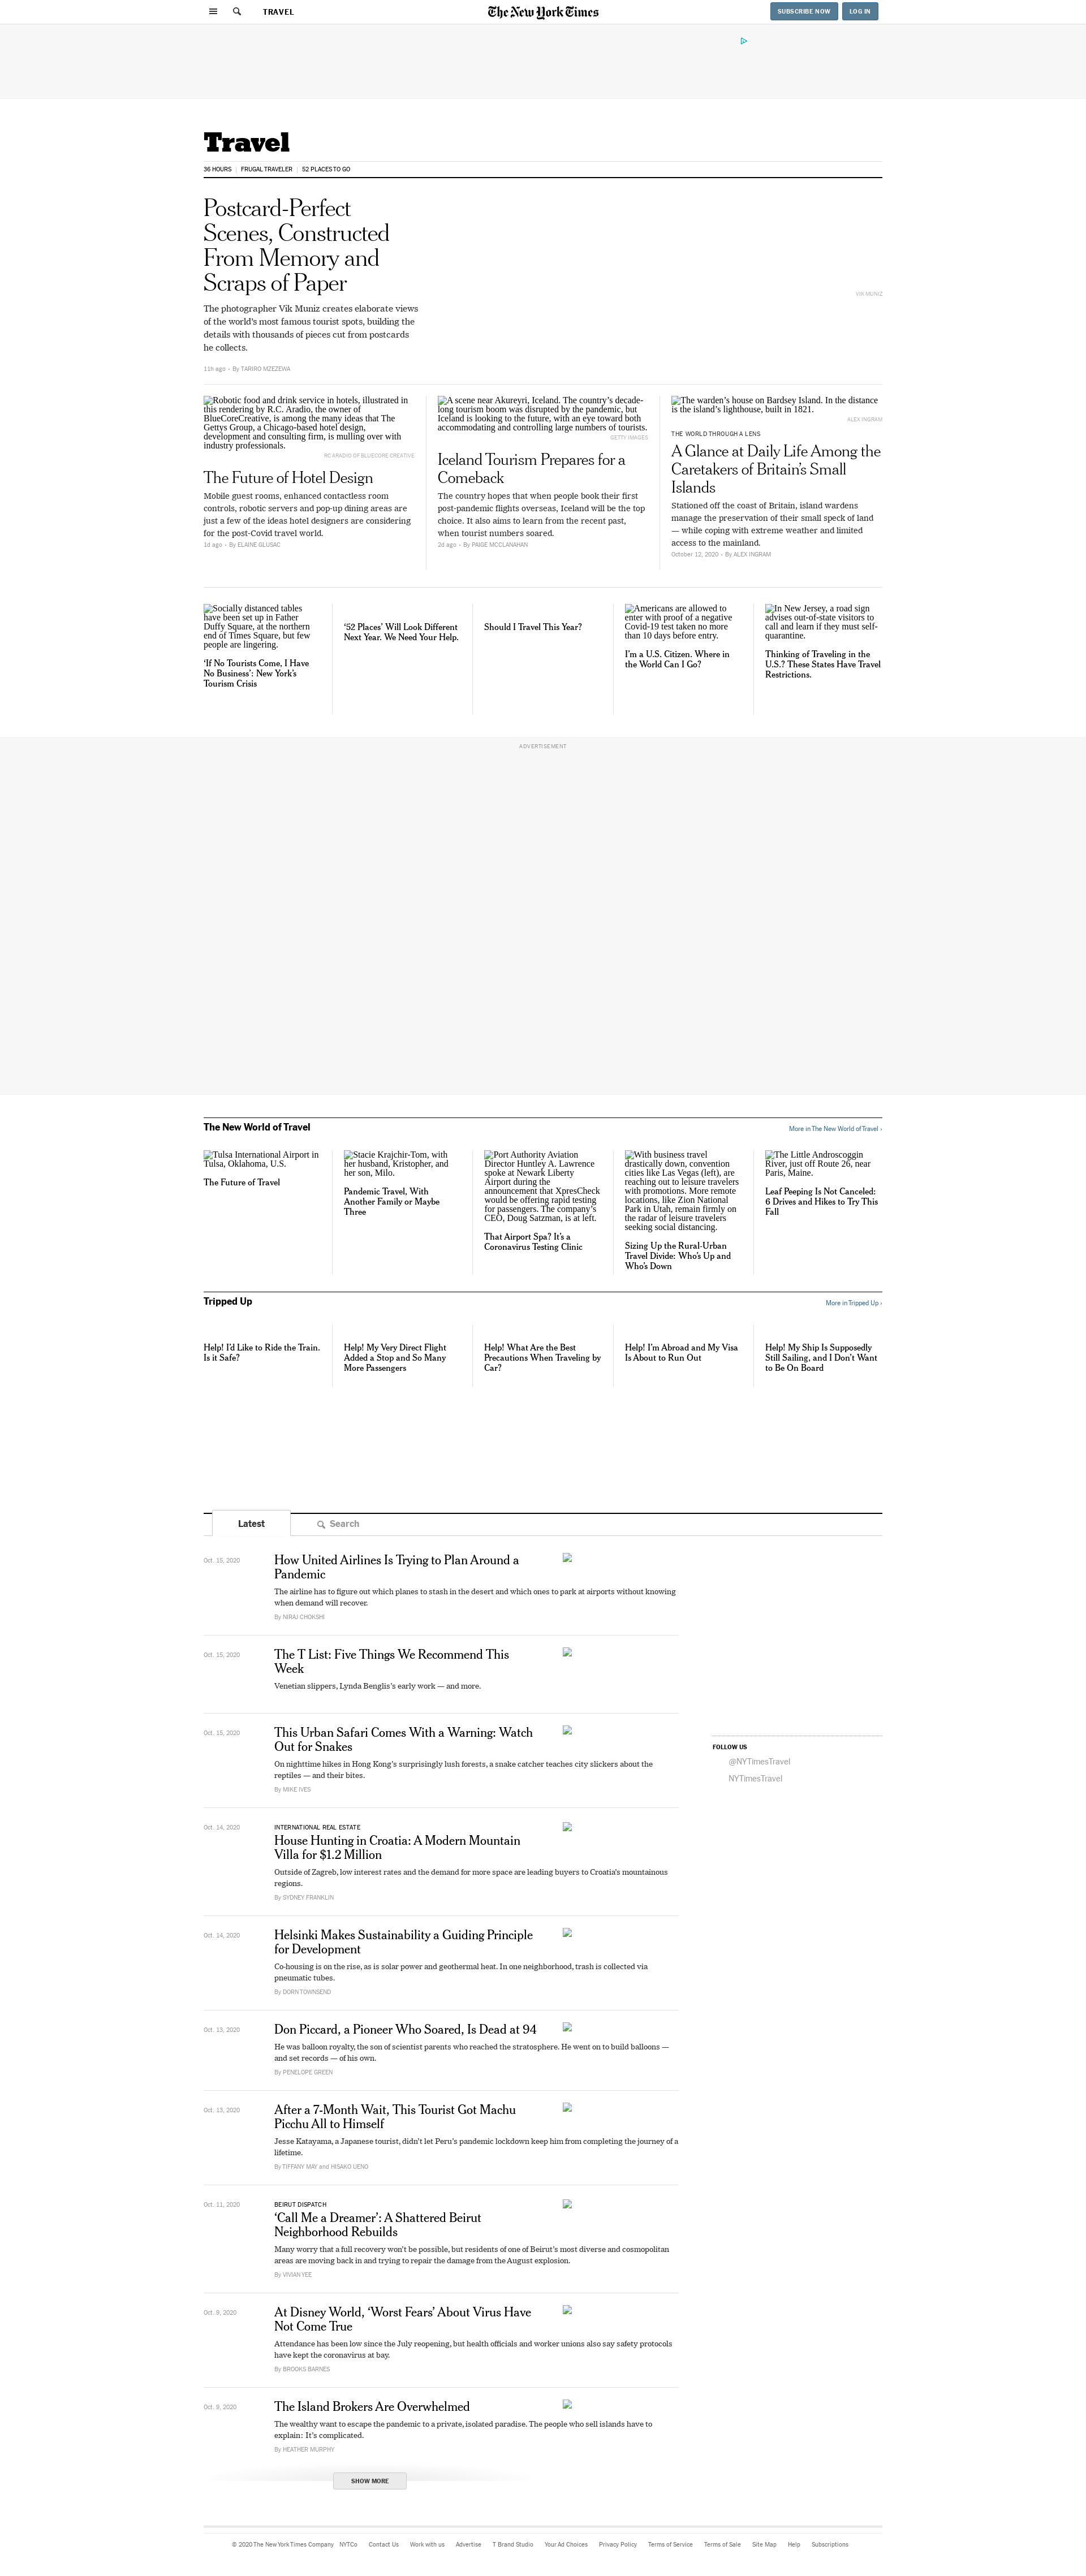 TRAVEL
The New York Times
SUBSCRIBE NOW
LOG IN
Travel
36 HOURS
FRUGAL TRAVELER
52 PLACES TO GO
Postcard-Perfect
Scenes, Constructed
From Memory and
Scraps of Paper
The photographer Vik Muniz creates elaborate views
of the world's most famous tourist spots, building the
details with thousands of pieces cut from postcards
he collects.
11h ago - By TARIRO MZEZEWA
VIK MUNIZ
Robotic food and drink service in hotels, illustrated in
this rendering by R.C. Aradio, the owner of
BlueCoreCreative, is among the many ideas that The
Gettys Group, a Chicago-based hotel design,
development and consulting firm, is mulling over with
industry professionals.
RC ARADIO OF BLUECORE CREATIVE
The Future of Hotel Design
Mobile guest rooms, enhanced contactless room
controls, robotic servers and pop-up dining areas are
just a few of the ideas hotel designers are considering
for the post-Covid travel world.
1d ago - By ELAINE GLUSAC
A scene near Akureyri, Iceland. The country's decade-
long tourism boom was disrupted by the pandemic, but
Iceland is looking to the future, with an eye toward both
accommodating and controlling large numbers of tourists.
GETTY IMAGES
Iceland Tourism Prepares for a
Comeback
The country hopes that when people book their first
post-pandemic flights overseas, Iceland will be the top
choice. It also aims to learn from the recent past,
when tourist numbers soared.
2d ago - By PAIGE MCCLANAHAN
The warden's house on Bardsey Island. In the distance
is the island's lighthouse, built in 1821.
ALEX INGRAM
THE WORLD THROUGH A LENS
A Glance at Daily Life Among the
Caretakers of Britain's Small
Islands
Stationed off the coast of Britain, island wardens
manage the preservation of their small speck of land
— while coping with extreme weather and limited
access to the mainland.
October 12, 2020 - By ALEX INGRAM
Socially distanced tables
have been set up in Father
Duffy Square, at the northern
end of Times Square, but few
people are lingering.
'If No Tourists Come, I Have
No Business': New York's
Tourism Crisis
'52 Places' Will Look Different
Next Year. We Need Your Help.
Should I Travel This Year?
Americans are allowed to
enter with proof of a negative
Covid-19 test taken no more
than 10 days before entry.
I'm a U.S. Citizen. Where in
the World Can I Go?
In New Jersey, a road sign
advises out-of-state visitors to
call and learn if they must self-
quarantine.
Thinking of Traveling in the
U.S.? These States Have Travel
Restrictions.
ADVERTISEMENT
The New World of Travel
More in The New World of Travel ›
Tulsa International Airport in
Tulsa, Oklahoma, U.S.
The Future of Travel
Stacie Krajchir-Tom, with
her husband, Kristopher, and
her son, Milo.
Pandemic Travel, With
Another Family or Maybe
Three
Port Authority Aviation
Director Huntley A. Lawrence
spoke at Newark Liberty
Airport during the
announcement that XpresCheck
would be offering rapid testing
for passengers. The company's
CEO, Doug Satzman, is at left.
That Airport Spa? It's a
Coronavirus Testing Clinic
With business travel
drastically down, convention
cities like Las Vegas (left), are
reaching out to leisure travelers
with promotions. More remote
locations, like Zion National
Park in Utah, remain firmly on
the radar of leisure travelers
seeking social distancing.
Sizing Up the Rural-Urban
Travel Divide: Who's Up and
Who's Down
The Little Androscoggin
River, just off Route 26, near
Paris, Maine.
Leaf Peeping Is Not Canceled:
6 Drives and Hikes to Try This
Fall
Tripped Up
More in Tripped Up ›
Help! I'd Like to Ride the Train.
Is it Safe?
Help! My Very Direct Flight
Added a Stop and So Many
More Passengers
Help! What Are the Best
Precautions When Traveling by
Car?
Help! I'm Abroad and My Visa
Is About to Run Out
Help! My Ship Is Supposedly
Still Sailing, and I Don't Want
to Be On Board
Latest
Search
Oct. 15, 2020
How United Airlines Is Trying to Plan Around a
Pandemic
The airline has to figure out which planes to stash in the desert and which ones to park at airports without knowing
when demand will recover.
By NIRAJ CHOKSHI
Oct. 15, 2020
The T List: Five Things We Recommend This
Week
Venetian slippers, Lynda Benglis's early work — and more.
Oct. 15, 2020
This Urban Safari Comes With a Warning: Watch
Out for Snakes
On nighttime hikes in Hong Kong's surprisingly lush forests, a snake catcher teaches city slickers about the
reptiles — and their bites.
By MIKE IVES
FOLLOW US
@NYTimesTravel
NYTimesTravel
Oct. 14, 2020
INTERNATIONAL REAL ESTATE
House Hunting in Croatia: A Modern Mountain
Villa for $1.2 Million
Outside of Zagreb, low interest rates and the demand for more space are leading buyers to Croatia's mountainous
regions.
By SYDNEY FRANKLIN
Oct. 14, 2020
Helsinki Makes Sustainability a Guiding Principle
for Development
Co-housing is on the rise, as is solar power and geothermal heat. In one neighborhood, trash is collected via
pneumatic tubes.
By DORN TOWNSEND
Oct. 13, 2020
Don Piccard, a Pioneer Who Soared, Is Dead at 94
He was balloon royalty, the son of scientist parents who reached the stratosphere. He went on to build balloons —
and set records — of his own.
By PENELOPE GREEN
Oct. 13, 2020
After a 7-Month Wait, This Tourist Got Machu
Picchu All to Himself
Jesse Katayama, a Japanese tourist, didn't let Peru's pandemic lockdown keep him from completing the journey of a
lifetime.
By TIFFANY MAY and HISAKO UENO
Oct. 11, 2020
BEIRUT DISPATCH
'Call Me a Dreamer': A Shattered Beirut
Neighborhood Rebuilds
Many worry that a full recovery won't be possible, but residents of one of Beirut's most diverse and cosmopolitan
areas are moving back in and trying to repair the damage from the August explosion.
By VIVIAN YEE
Oct. 9, 2020
At Disney World, 'Worst Fears' About Virus Have
Not Come True
Attendance has been low since the July reopening, but health officials and worker unions also say safety protocols
have kept the coronavirus at bay.
By BROOKS BARNES
Oct. 9, 2020
The Island Brokers Are Overwhelmed
The wealthy want to escape the pandemic to a private, isolated paradise. The people who sell islands have to
explain: It's complicated.
By HEATHER MURPHY
SHOW MORE
© 2020 The New York Times Company NYTCo Contact Us Work with us Advertise T Brand Studio Your Ad Choices Privacy Policy Terms of Service Terms of Sale Site Map Help Subscriptions